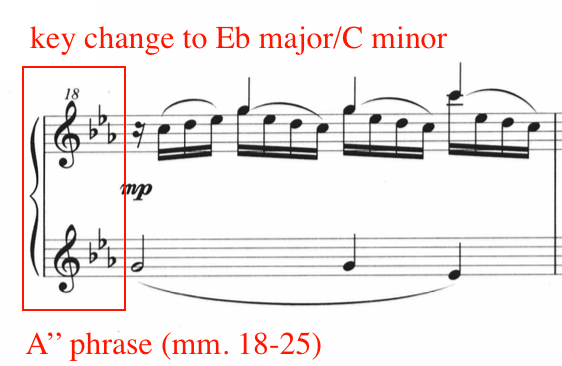 key change to Eb major/C minor
18
mp
A’’ phrase (mm. 18-25)